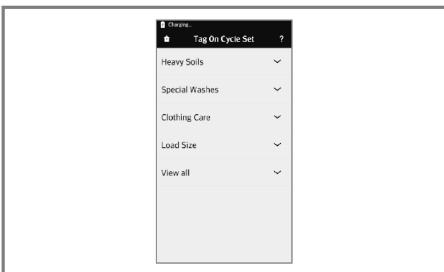 Charging...
Tag On Cycle Set ?
Heavy Soils
Special Washes
Clothing Care
Load Size
View all